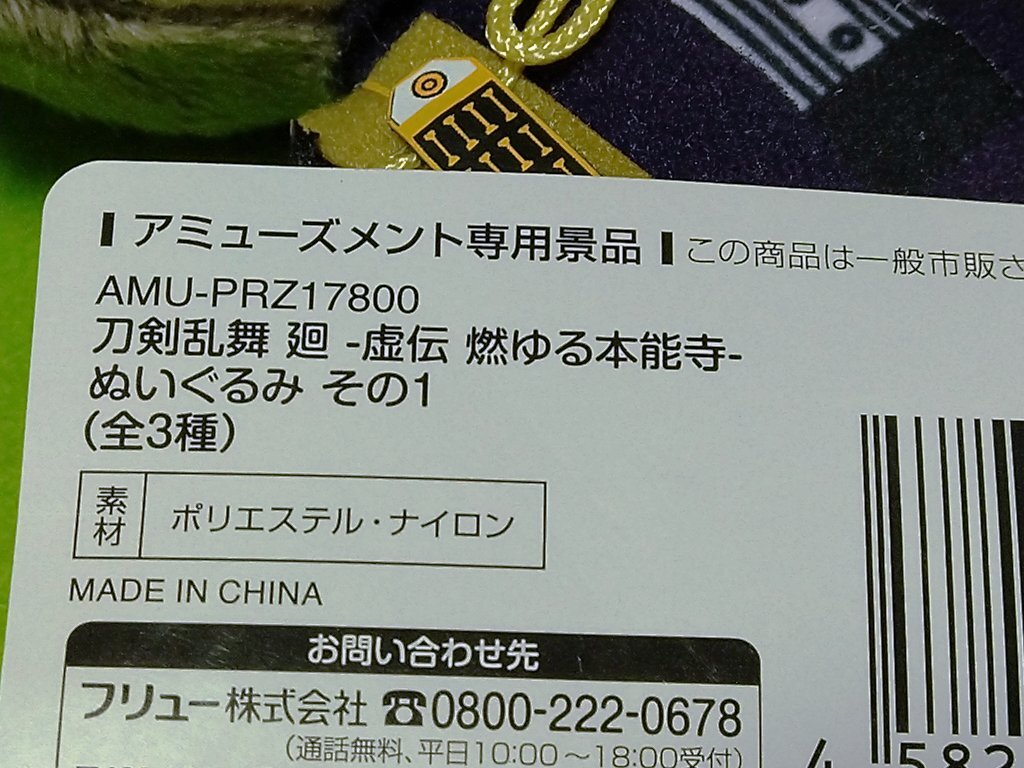 アミューズメント専用景品 この商品は一般市販さ
AMU-PRZ17800
刀剣乱舞 廻 -虚伝 燃ゆる本能寺-
ぬいぐるみ その1
(全3種)
素材 ポリエステル・ナイロン
MADE IN CHINA
お問い合わせ先
フリュー株式会社 ☎0800-222-0678
(通話無料、平日10:00～18:00受付)
4 582